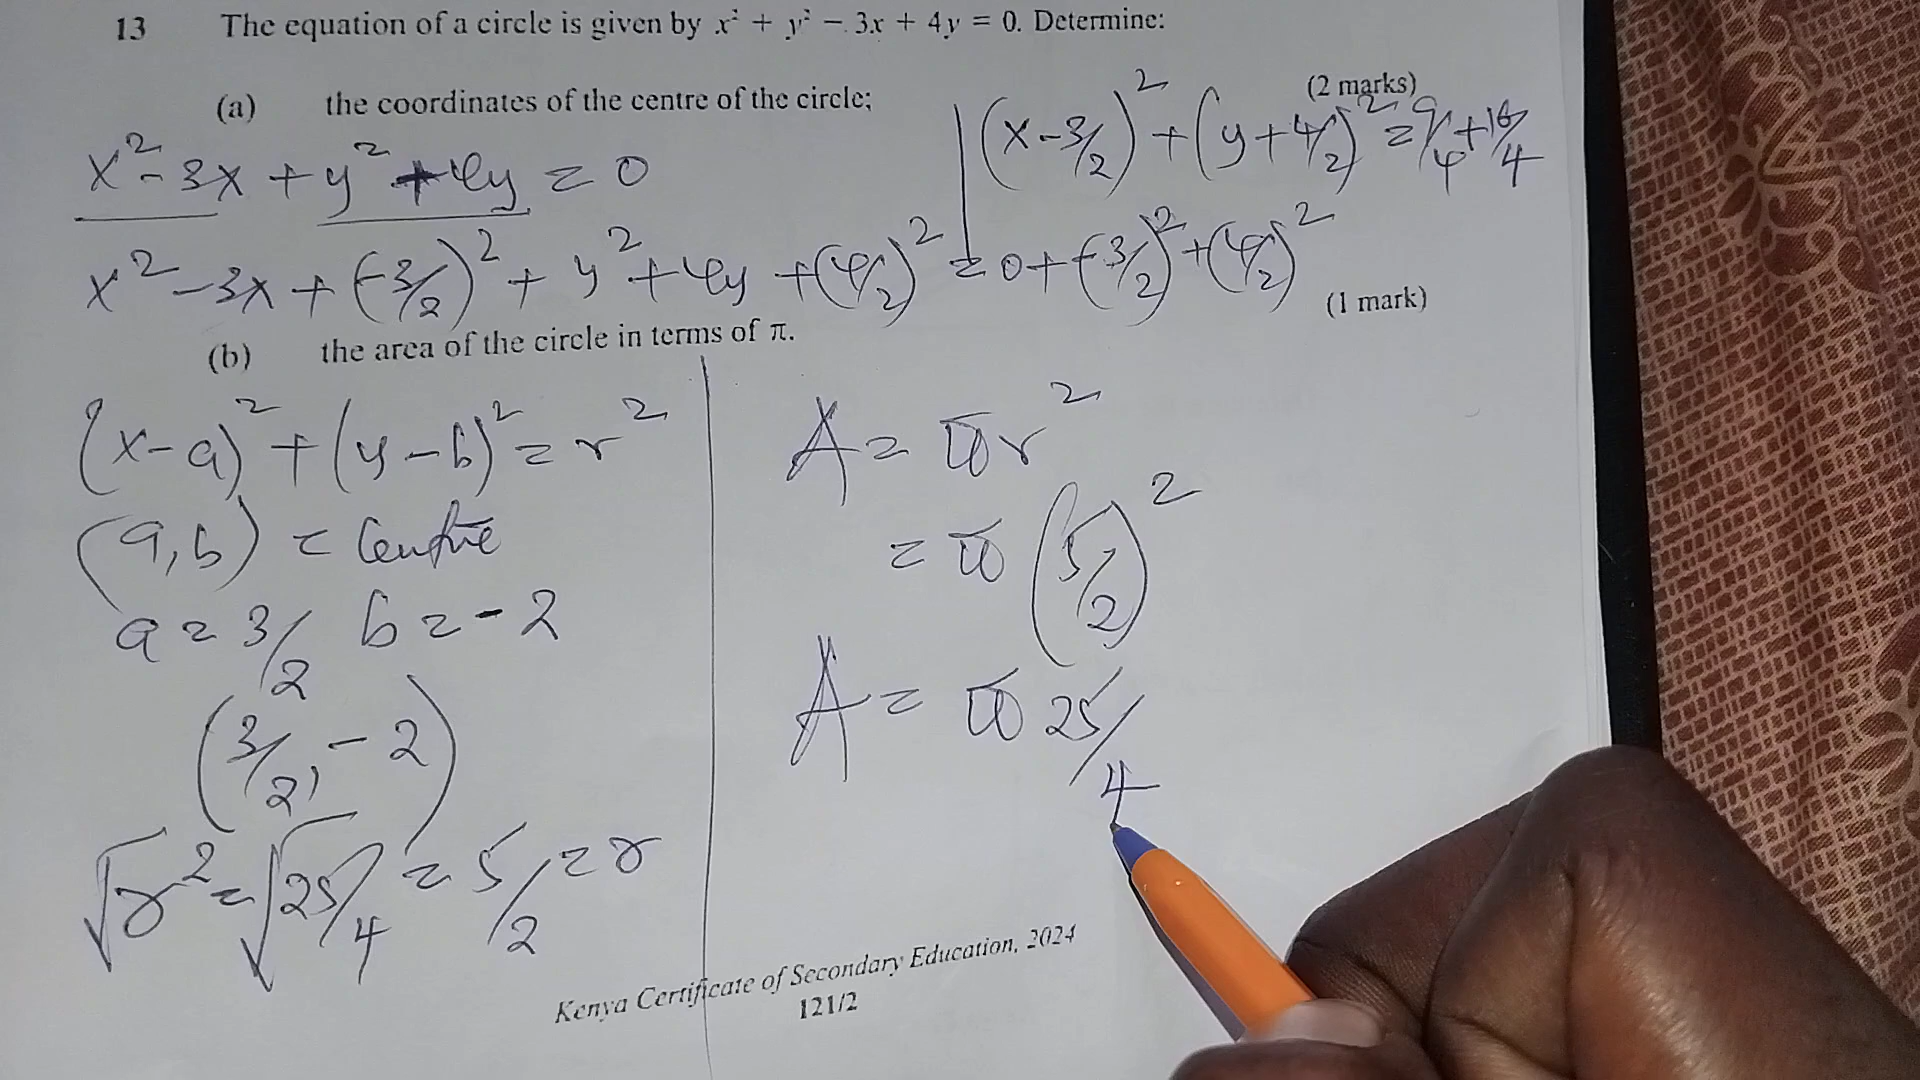 13 The equation of a circle is given by x² + y² − 3x + 4y = 0. Determine:
(a) the coordinates of the centre of the circle; (2 marks)
x² - 3x + y² + 4y = 0
x² - 3x + (-3/2)² + y² + 4y + (4/2)² = 0 + (-3/2)² + (4/2)²
(x - 3/2)² + (y + 4/2)² = 9/4 + 16/4
(1 mark)
(b) the area of the circle in terms of π.
(x - a)² + (y - b)² = r²
(a, b) = Centre
a = 3/2 b = -2
(3/2, -2)
√r² = √25/4 = 5/2 = r
A = πr²
= π (5/2)²
A = π 25/4
Kenya Certificate of Secondary Education, 2024
121/2